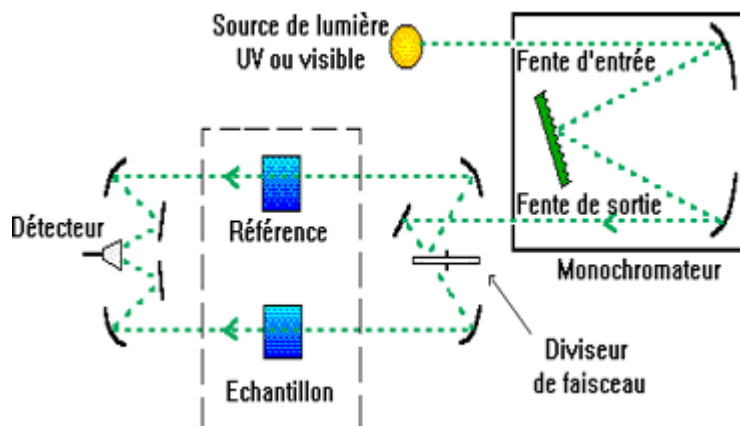 Source de lumière
UV ou visible
Fente d'entrée
Fente de sortie
Monochromateur
Détecteur
Référence
Echantillon
Diviseur
de faisceau